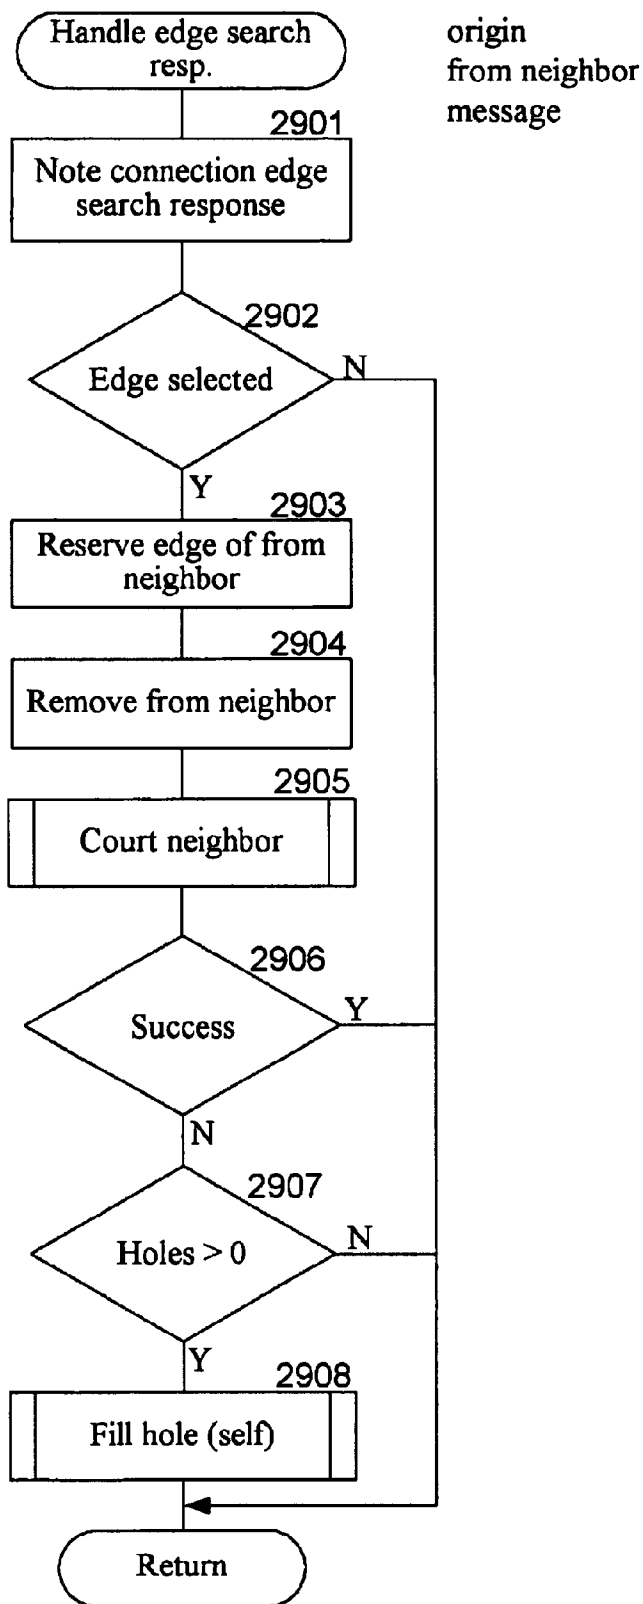 Handle edge search
resp.
origin
from neighbor
message
2901
Note connection edge
search response
2902
Edge selected
N
Y
2903
Reserve edge of from
neighbor
2904
Remove from neighbor
2905
Court neighbor
2906
Success
Y
N
2907
Holes > 0
N
Y
2908
Fill hole (self)
Return